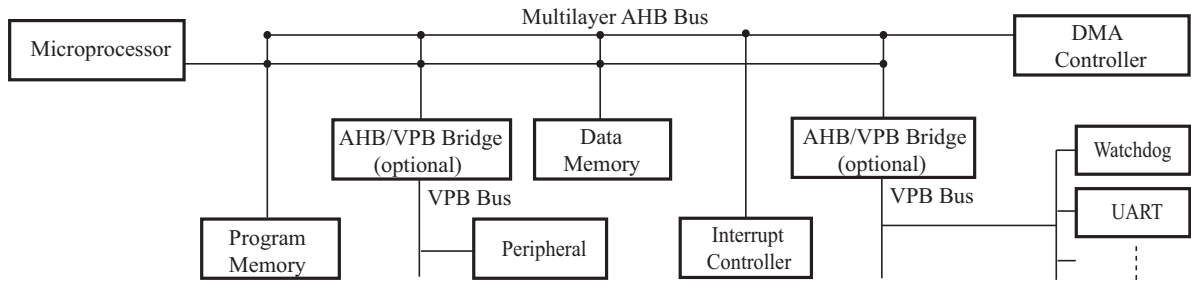 Multilayer AHB Bus
Microprocessor
DMA
Controller
AHB/VPB Bridge
(optional)
Data
Memory
AHB/VPB Bridge
(optional)
Watchdog
VPB Bus
VPB Bus
UART
Program
Memory
Peripheral
Interrupt
Controller